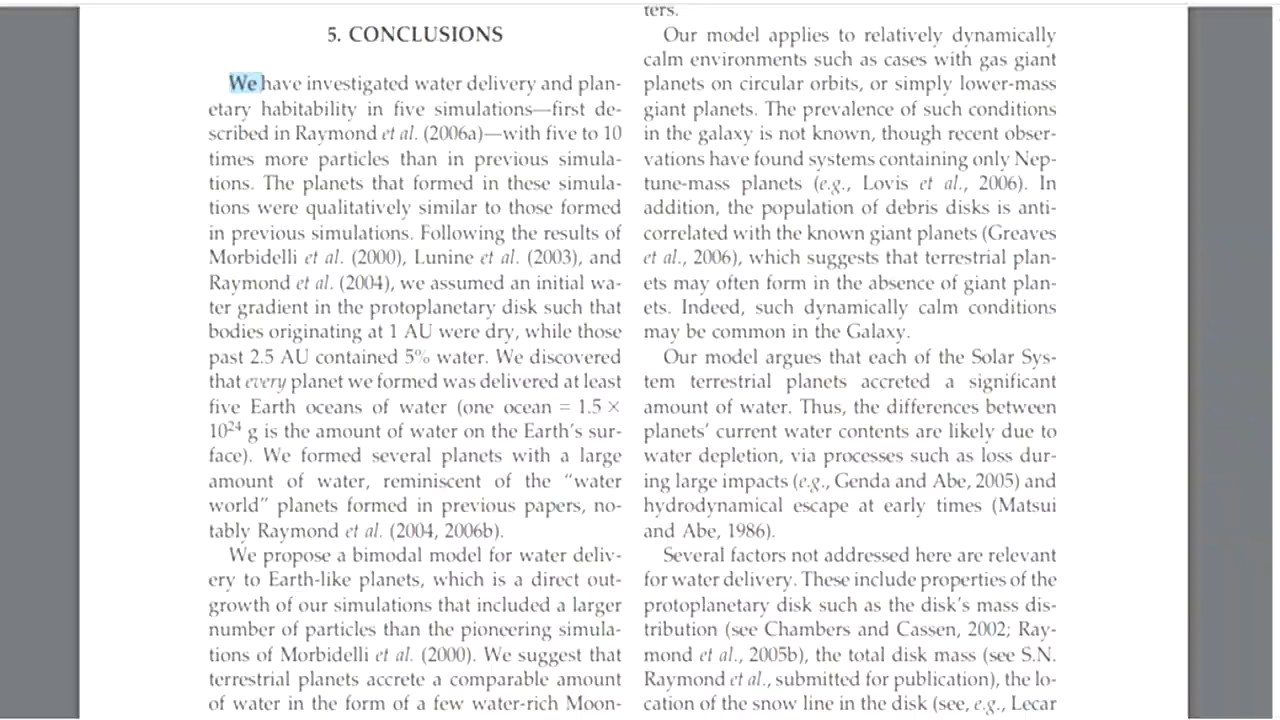 5. CONCLUSIONS
We have investigated water delivery and plan-
etary habitability in five simulations—first de-
scribed in Raymond et al. (2006a)—with five to 10
times more particles than in previous simula-
tions. The planets that formed in these simula-
tions were qualitatively similar to those formed
in previous simulations. Following the results of
Morbidelli et al. (2000), Lunine et al. (2003), and
Raymond et al. (2004), we assumed an initial wa-
ter gradient in the protoplanetary disk such that
bodies originating at 1 AU were dry, while those
past 2.5 AU contained 5% water. We discovered
that every planet we formed was delivered at least
five Earth oceans of water (one ocean = 1.5 ×
10²⁴ g is the amount of water on the Earth's sur-
face). We formed several planets with a large
amount of water, reminiscent of the "water
world" planets formed in previous papers, no-
tably Raymond et al. (2004, 2006b).
We propose a bimodal model for water deliv-
ery to Earth-like planets, which is a direct out-
growth of our simulations that included a larger
number of particles than the pioneering simula-
tions of Morbidelli et al. (2000). We suggest that
terrestrial planets accrete a comparable amount
of water in the form of a few water-rich Moon-
ters.
Our model applies to relatively dynamically
calm environments such as cases with gas giant
planets on circular orbits, or simply lower-mass
giant planets. The prevalence of such conditions
in the galaxy is not known, though recent obser-
vations have found systems containing only Nep-
tune-mass planets (e.g., Lovis et al., 2006). In
addition, the population of debris disks is anti-
correlated with the known giant planets (Greaves
et al., 2006), which suggests that terrestrial plan-
ets may often form in the absence of giant plan-
ets. Indeed, such dynamically calm conditions
may be common in the Galaxy.
Our model argues that each of the Solar Sys-
tem terrestrial planets accreted a significant
amount of water. Thus, the differences between
planets' current water contents are likely due to
water depletion, via processes such as loss dur-
ing large impacts (e.g., Genda and Abe, 2005) and
hydrodynamical escape at early times (Matsui
and Abe, 1986).
Several factors not addressed here are relevant
for water delivery. These include properties of the
protoplanetary disk such as the disk's mass dis-
tribution (see Chambers and Cassen, 2002; Ray-
mond et al., 2005b), the total disk mass (see S.N.
Raymond et al., submitted for publication), the lo-
cation of the snow line in the disk (see, e.g., Lecar